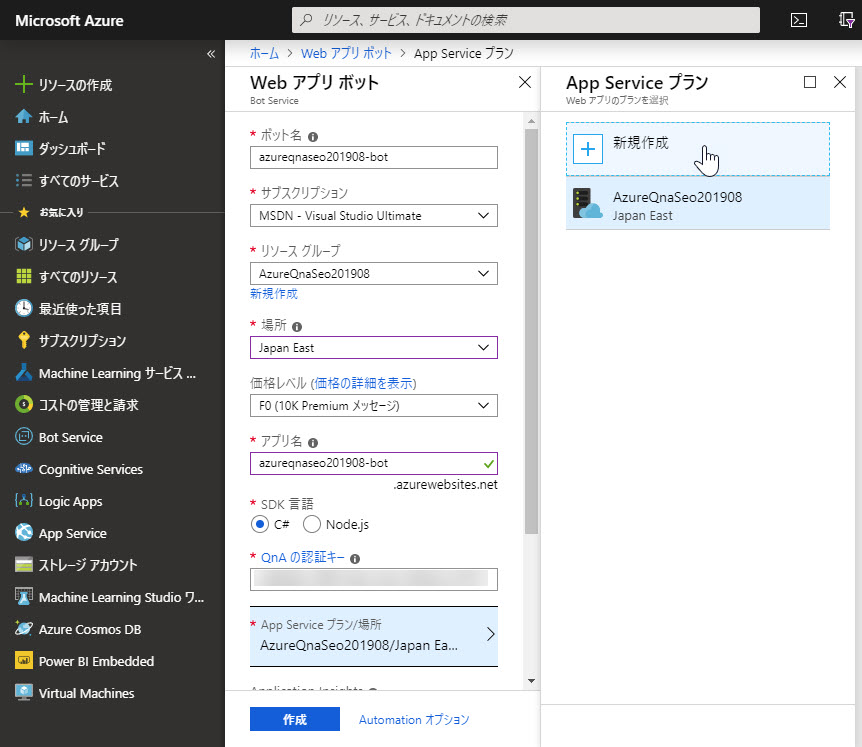 Microsoft Azure
リソース、サービス、ドキュメントの検索
«
リソースの作成
ホーム
ダッシュボード
すべてのサービス
お気に入り
リソース グループ
すべてのリソース
最近使った項目
サブスクリプション
Machine Learning サービス ...
コストの管理と請求
Bot Service
Cognitive Services
Logic Apps
App Service
ストレージ アカウント
Machine Learning Studio ワ...
Azure Cosmos DB
Power BI Embedded
Virtual Machines
ホーム > Web アプリ ボット > App Service プラン
Web アプリ ボット
Bot Service
* ボット名
azureqnaseo201908-bot
* サブスクリプション
MSDN - Visual Studio Ultimate
* リソース グループ
AzureQnaSeo201908
新規作成
* 場所
Japan East
価格レベル (価格の詳細を表示)
F0 (10K Premium メッセージ)
* アプリ名
azureqnaseo201908-bot
.azurewebsites.net
* SDK 言語
C# Node.js
* QnA の認証キー
* App Service プラン/場所
AzureQnaSeo201908/Japan Ea...
Application Insights
作成
Automation オプション
App Service プラン
Web アプリのプランを選択
新規作成
AzureQnaSeo201908
Japan East